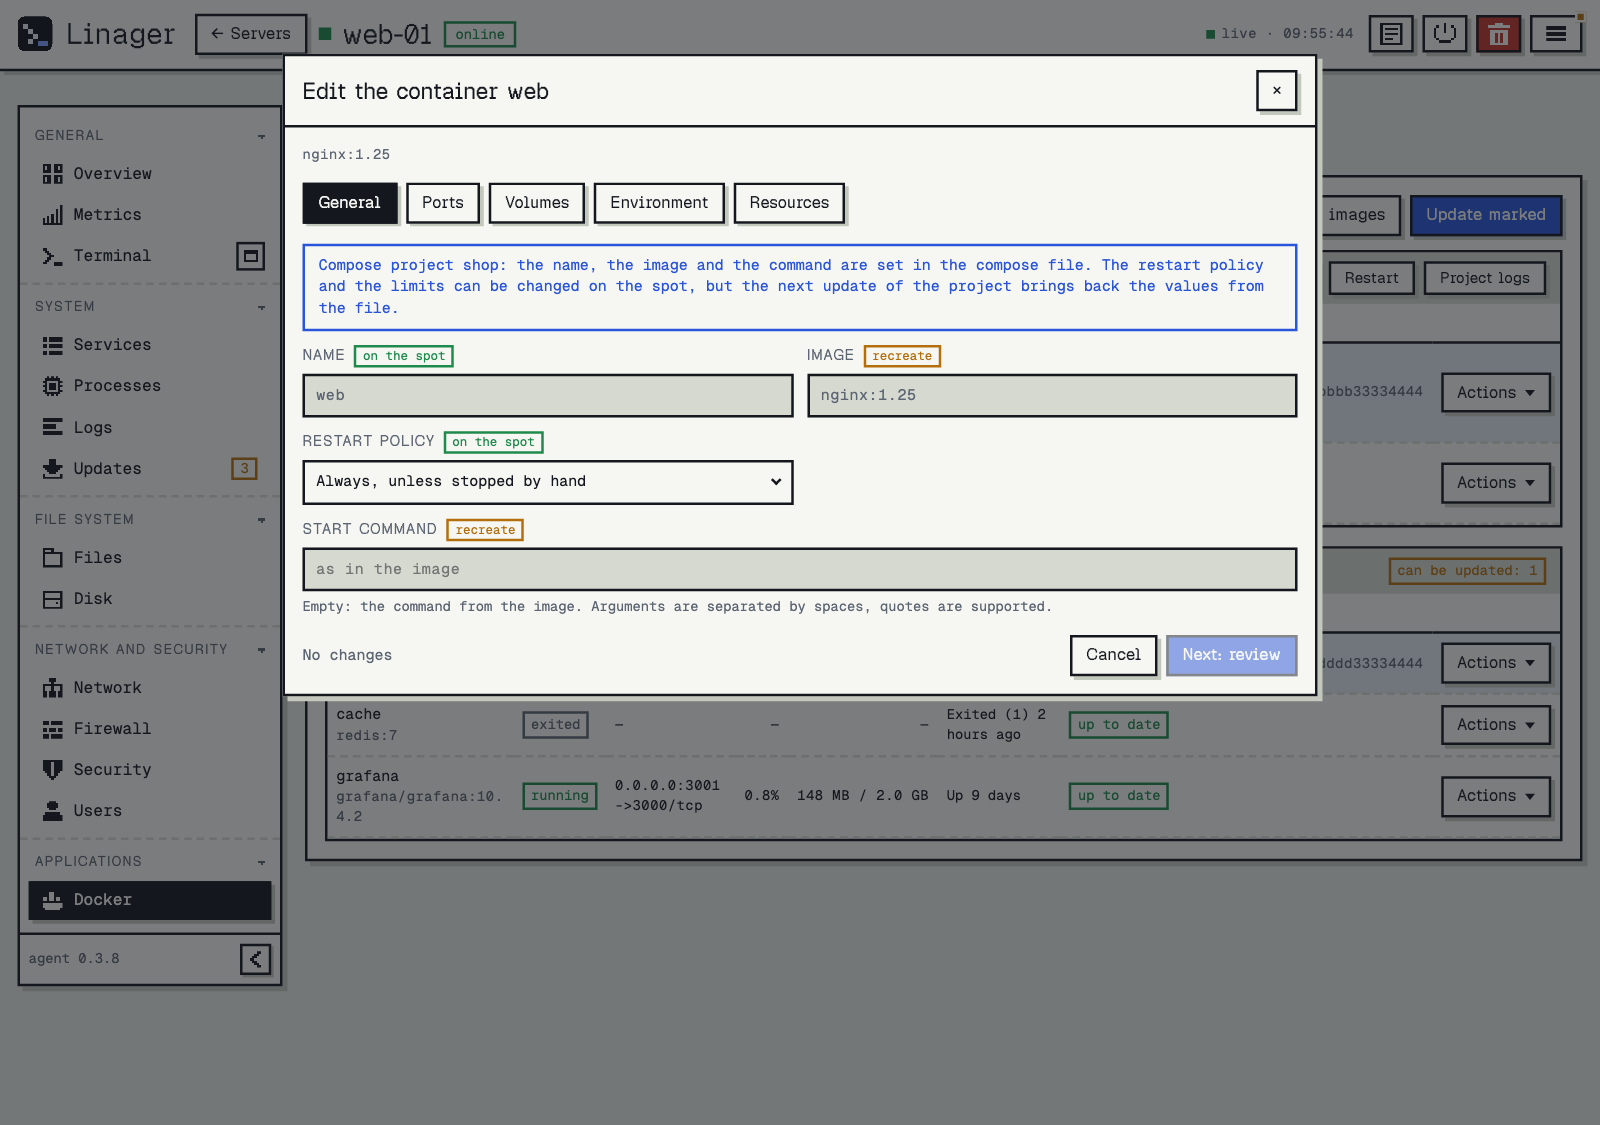 Linager
← Servers
web-01
online
live · 09:55:44
Edit the container web
×
nginx:1.25
General
Ports
Volumes
Environment
Resources
Compose project shop: the name, the image and the command are set in the compose file. The restart policy
and the limits can be changed on the spot, but the next update of the project brings back the values from
the file.
NAME on the spot
web
IMAGE recreate
nginx:1.25
RESTART POLICY on the spot
Always, unless stopped by hand
START COMMAND recreate
as in the image
Empty: the command from the image. Arguments are separated by spaces, quotes are supported.
No changes
Cancel
Next: review
GENERAL
Overview
Metrics
Terminal
SYSTEM
Services
Processes
Logs
Updates 3
FILE SYSTEM
Files
Disk
NETWORK AND SECURITY
Network
Firewall
Security
Users
APPLICATIONS
Docker
agent 0.3.8
images
Update marked
Restart
Project logs
bbbb33334444
Actions
Actions
can be updated: 1
dddd33334444
Actions
cache
redis:7
exited
—
—
—
Exited (1) 2
hours ago
up to date
Actions
grafana
grafana/grafana:10.
4.2
running
0.0.0.0:3001
->3000/tcp
0.8%
148 MB / 2.0 GB
Up 9 days
up to date
Actions